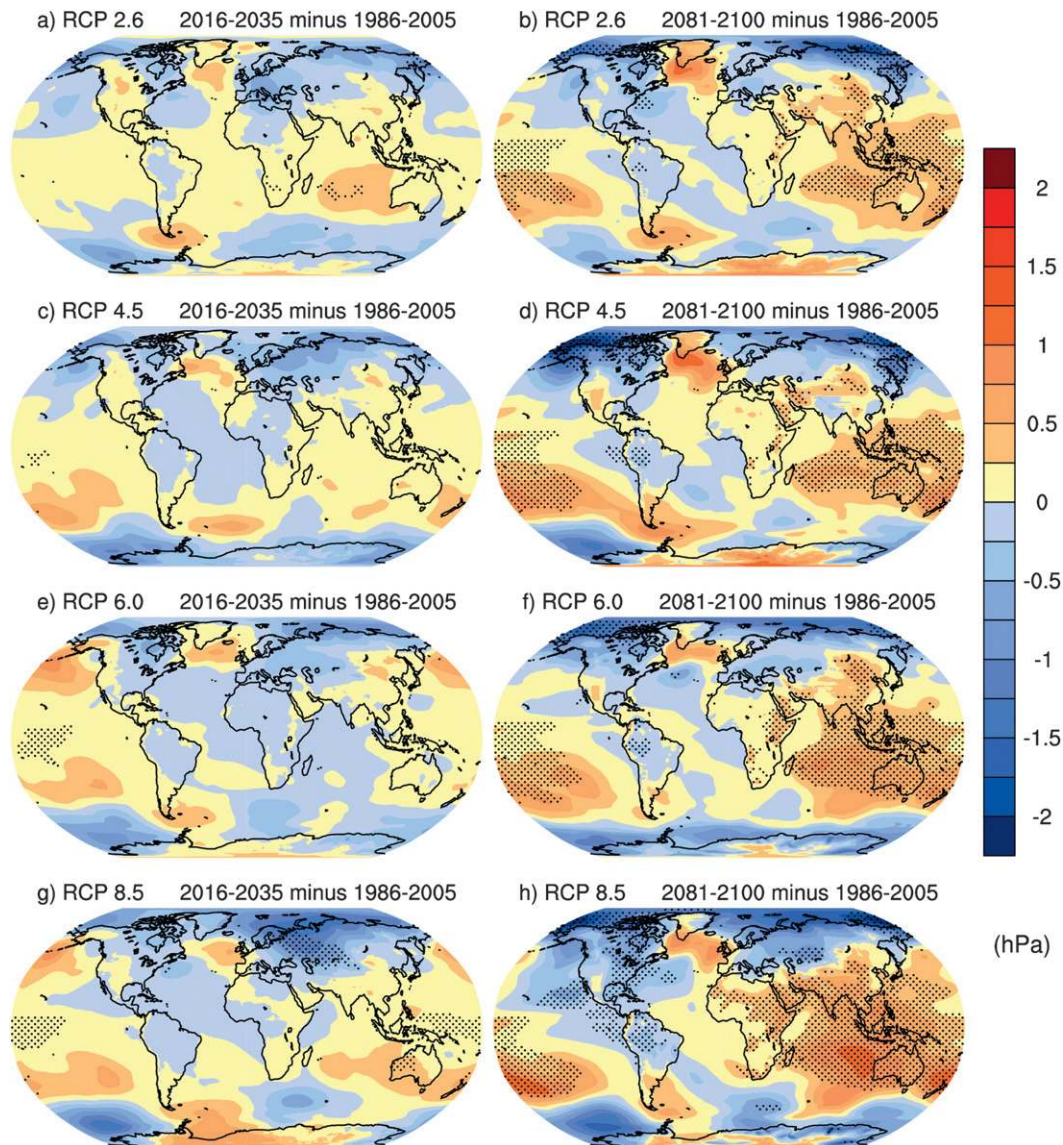 a) RCP 2.6 2016-2035 minus 1986-2005
b) RCP 2.6 2081-2100 minus 1986-2005
c) RCP 4.5 2016-2035 minus 1986-2005
d) RCP 4.5 2081-2100 minus 1986-2005
e) RCP 6.0 2016-2035 minus 1986-2005
f) RCP 6.0 2081-2100 minus 1986-2005
g) RCP 8.5 2016-2035 minus 1986-2005
h) RCP 8.5 2081-2100 minus 1986-2005
2
1.5
1
0.5
0
-0.5
-1
-1.5
-2
(hPa)